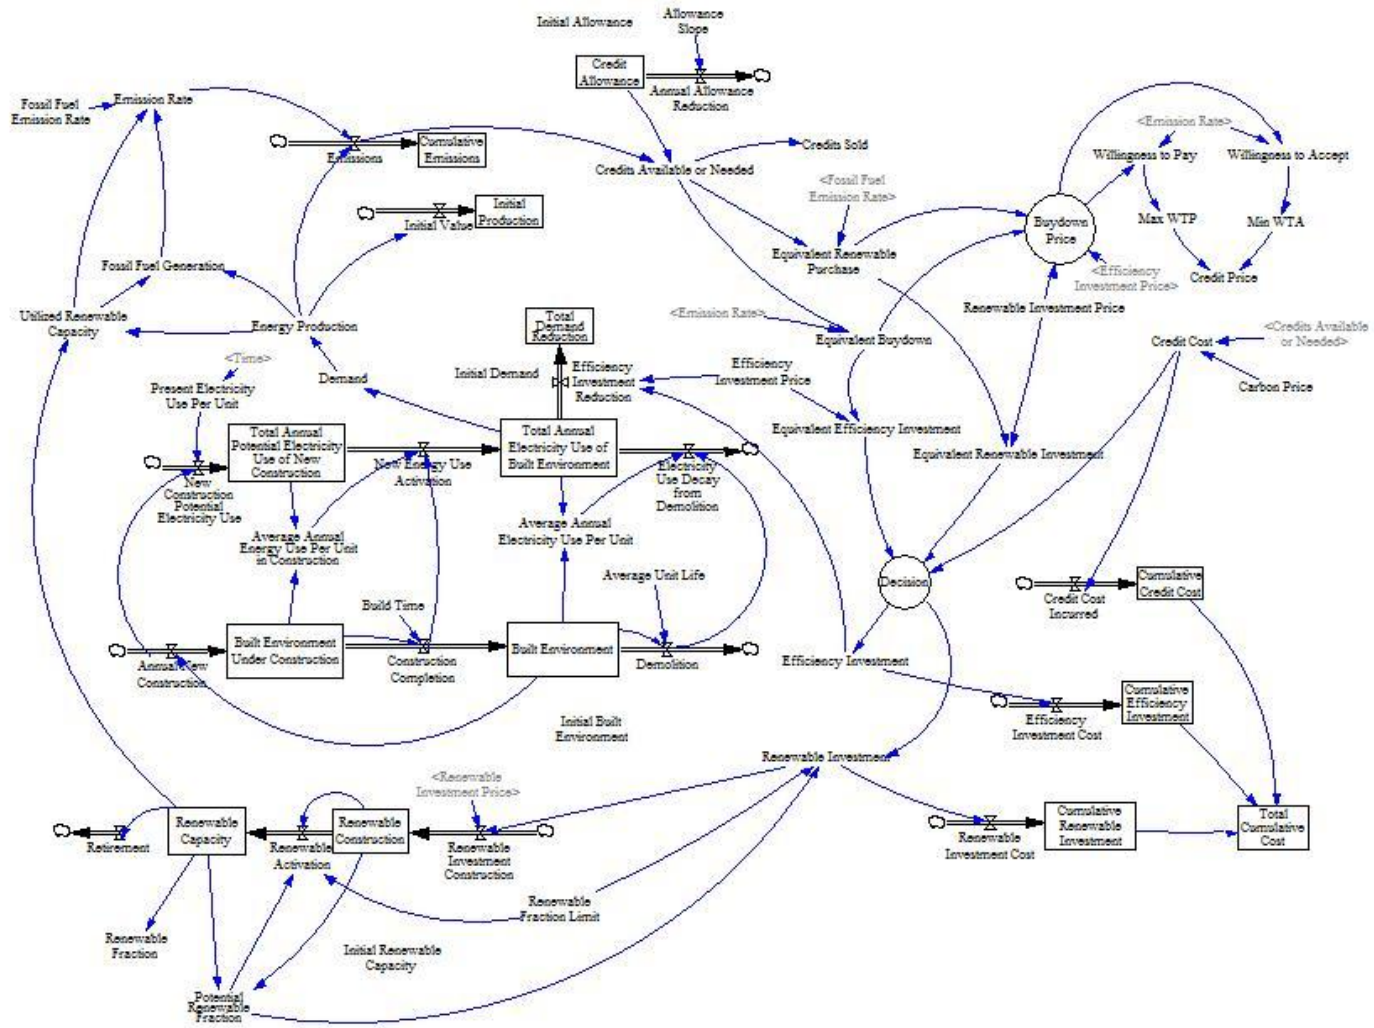 Initial Allowance
Allowance
Slope
Credit
Allowance
Annual Allowance
Reduction
Fossil Fuel
Emission Rate
Emission Rate
Emissions
Cumulative
Emissions
Credits Sold
Credits Available or Needed
<Emission Rate>
Willingness to Pay
Willingness to Accept
<Fossil Fuel
Emission Rate>
Initial Value
Initial
Production
Buydown
Price
Max WTP
Min WTA
Equivalent Renewable
Purchase
Fossil Fuel Generation
<Efficiency
Investment Price>
Credit Price
Renewable Investment Price
Utilized Renewable
Capacity
Energy Production
<Emission Rate>
Total
Demand
Reduction
Equivalent Buydown
Credit Cost
<Credits Available
or Needed>
<Time>
Initial Demand
Efficiency
Investment
Reduction
Efficiency
Investment Price
Demand
Carbon Price
Present Electricity
Use Per Unit
Total Annual
Potential Electricity
Use of New
Construction
New Energy Use
Activation
Total Annual
Electricity Use of
Built Environment
Electricity
Use Decay
from
Demolition
Equivalent Efficiency Investment
Equivalent Renewable Investment
New
Construction
Potential
Electricity Use
Average Annual
Energy Use Per Unit
in Construction
Average Annual
Electricity Use Per Unit
Average Unit Life
Decision
Build Time
Credit Cost
Incurred
Cumulative
Credit Cost
Annual New
Construction
Built Environment
Under Construction
Construction
Completion
Built Environment
Demolition
Efficiency Investment
Initial Built
Environment
Efficiency
Investment Cost
Cumulative
Efficiency
Investment
Renewable Investment
<Renewable
Investment Price>
Retirement
Renewable
Capacity
Renewable
Activation
Renewable
Construction
Renewable
Investment
Construction
Renewable
Investment Cost
Cumulative
Renewable
Investment
Total
Cumulative
Cost
Renewable
Fraction Limit
Renewable
Fraction
Initial Renewable
Capacity
Potential
Renewable
Fraction